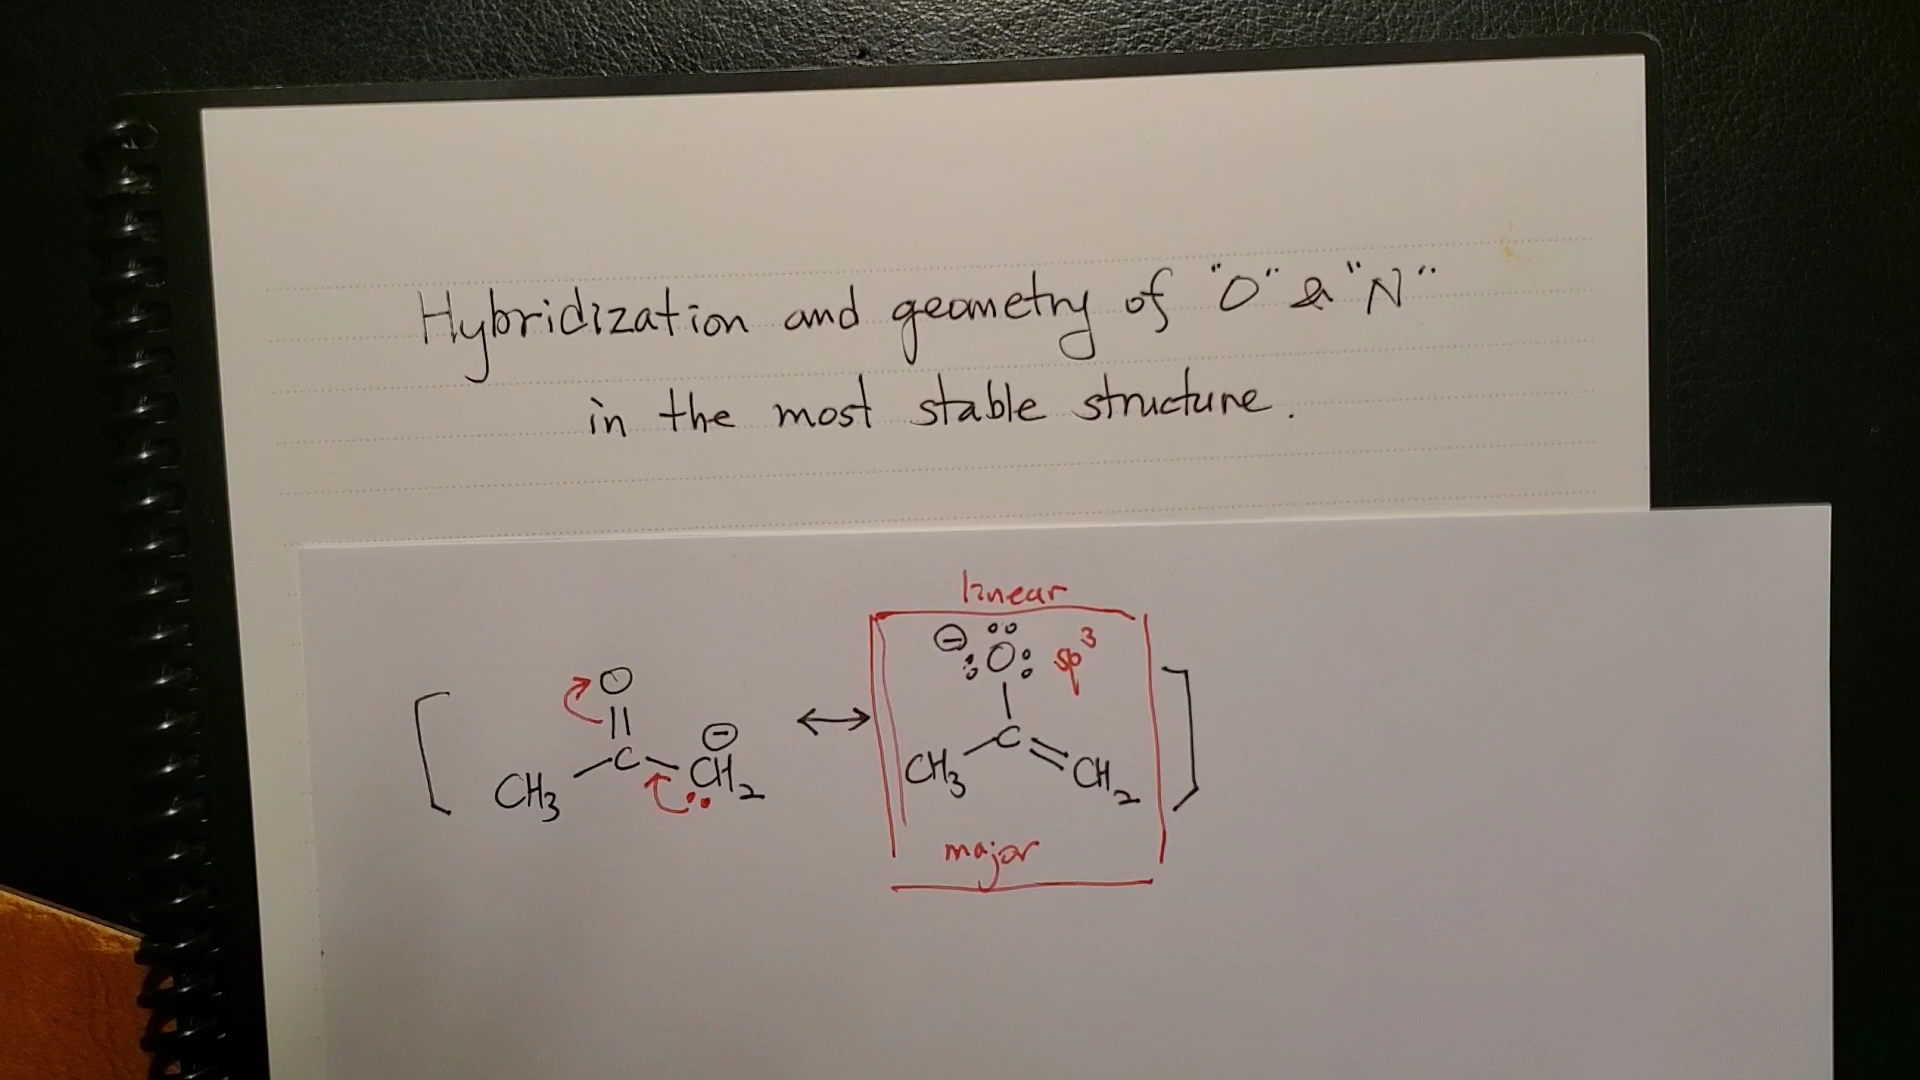 Hybridization and geometry of "O" & "N"
in the most stable structure.
linear
⊖ :Ö: sp³
O
|| |
CH₃ C ⊖ CH₂ ↔ CH₃ C = CH₂
major